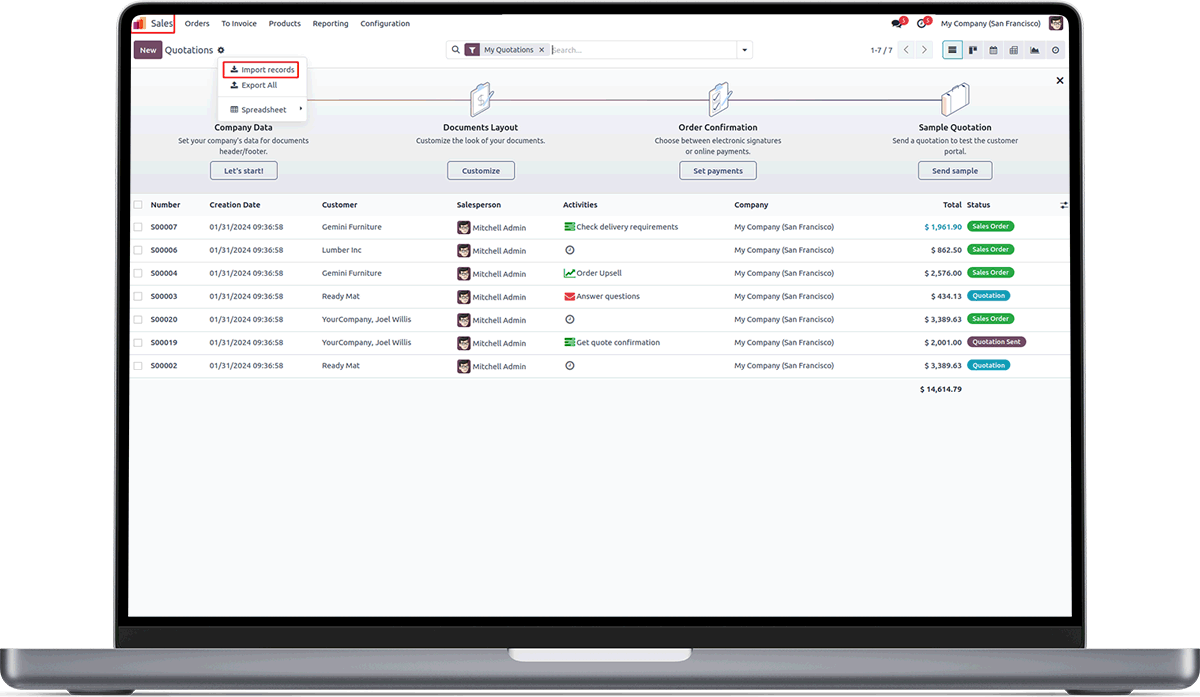 Sales Orders To Invoice Products Reporting Configuration 5 5 My Company (San Francisco)
New Quotations My Quotations × Search... 1-7 / 7
Import records
Export All
Spreadsheet
Company Data Documents Layout Order Confirmation Sample Quotation
Set your company's data for documents Customize the look of your documents. Choose between electronic signatures Send a quotation to test the customer
header/footer. or online payments. portal.
Let's start! Customize Set payments Send sample
Number Creation Date Customer Salesperson Activities Company Total Status
S00007 01/31/2024 09:36:58 Gemini Furniture Mitchell Admin Check delivery requirements My Company (San Francisco) $ 1,961.90 Sales Order
S00006 01/31/2024 09:36:58 Lumber Inc Mitchell Admin My Company (San Francisco) $ 862.50 Sales Order
S00004 01/31/2024 09:36:58 Gemini Furniture Mitchell Admin Order Upsell My Company (San Francisco) $ 2,576.00 Sales Order
S00003 01/31/2024 09:36:58 Ready Mat Mitchell Admin Answer questions My Company (San Francisco) $ 434.13 Quotation
S00020 01/31/2024 09:36:58 YourCompany, Joel Willis Mitchell Admin My Company (San Francisco) $ 3,389.63 Sales Order
S00019 01/31/2024 09:36:58 YourCompany, Joel Willis Mitchell Admin Get quote confirmation My Company (San Francisco) $ 2,001.00 Quotation Sent
S00002 01/31/2024 09:36:58 Ready Mat Mitchell Admin My Company (San Francisco) $ 3,389.63 Quotation
$ 14,614.79